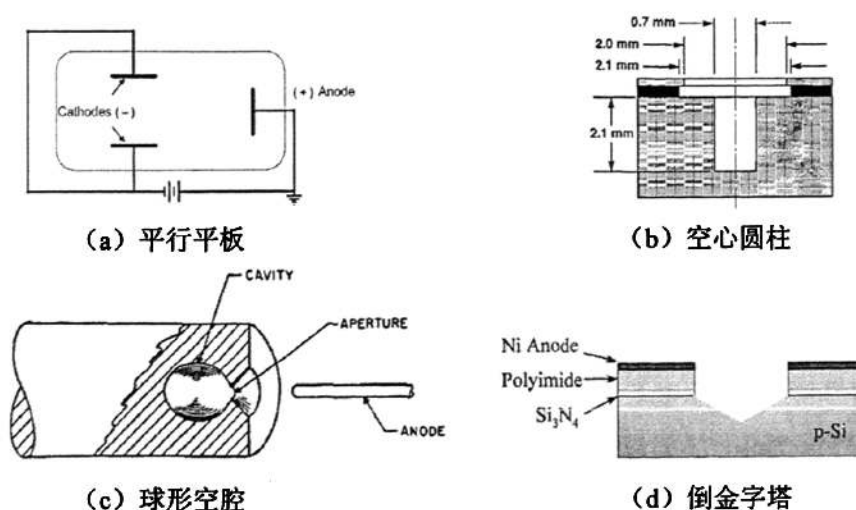 Cathodes (−)
(+) Anode
(a) 平行平板
0.7 mm
2.0 mm
2.1 mm
2.1 mm
(b) 空心圆柱
CAVITY
APERTURE
ANODE
(c) 球形空腔
Ni Anode
Polyimide
Si₃N₄
p-Si
(d) 倒金字塔